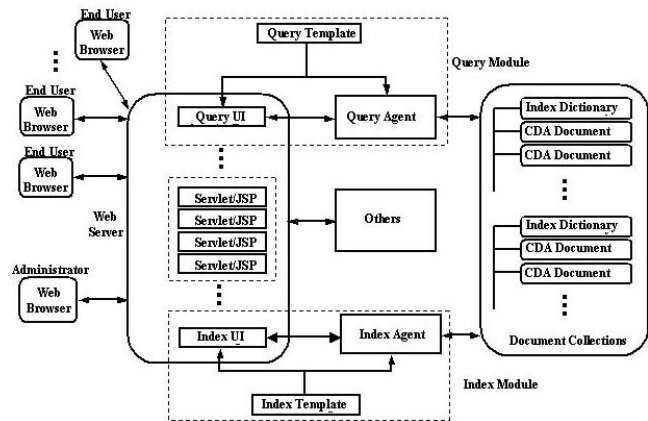 End User
Web
Browser
End User
Web
Browser
End User
Web
Browser
Administrator
Web
Browser
Web
Server
Query Template
Query Module
Query UI
Query Agent
Servlet/JSP
Servlet/JSP
Servlet/JSP
Servlet/JSP
Others
Index UI
Index Agent
Index Template
Index Module
Index Dictionary
CDA Document
CDA Document
Index Dictionary
CDA Document
CDA Document
Document Collections